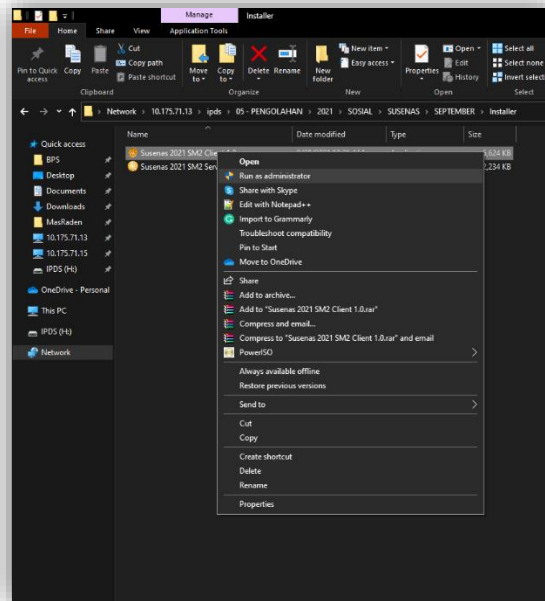 Manage
Installer
File
Home
Share
View
Application Tools
Pin to Quick access
Copy
Paste
Cut
Copy path
Paste shortcut
Move to
Copy to
Delete
Rename
New folder
New item
Easy access
Properties
Open
Edit
History
Select all
Select none
Invert select
Clipboard
Organize
New
Open
Select
Network > 10.175.71.13 > ipds > 05 - PENGOLAHAN > 2021 > SOSIAL > SUSENAS > SEPTEMBER > Installer
Name
Date modified
Type
Size
Quick access
BPS
Desktop
Documents
Downloads
MasRaden
10.175.71.13
10.175.71.15
IPDS (H:)
OneDrive - Personal
This PC
IPDS (H:)
Network
Susenas 2021 SM2
5,624 KB
Susenas 2021 SM2 Serv
2,234 KB
Open
Run as administrator
Share with Skype
Edit with Notepad++
Import to Grammarly
Troubleshoot compatibility
Pin to Start
Move to OneDrive
Share
Add to archive...
Add to "Susenas 2021 SM2 Client 1.0.rar"
Compress and email...
Compress to "Susenas 2021 SM2 Client 1.0.rar" and email
PowerISO
Always available offline
Restore previous versions
Send to
Cut
Copy
Create shortcut
Delete
Rename
Properties